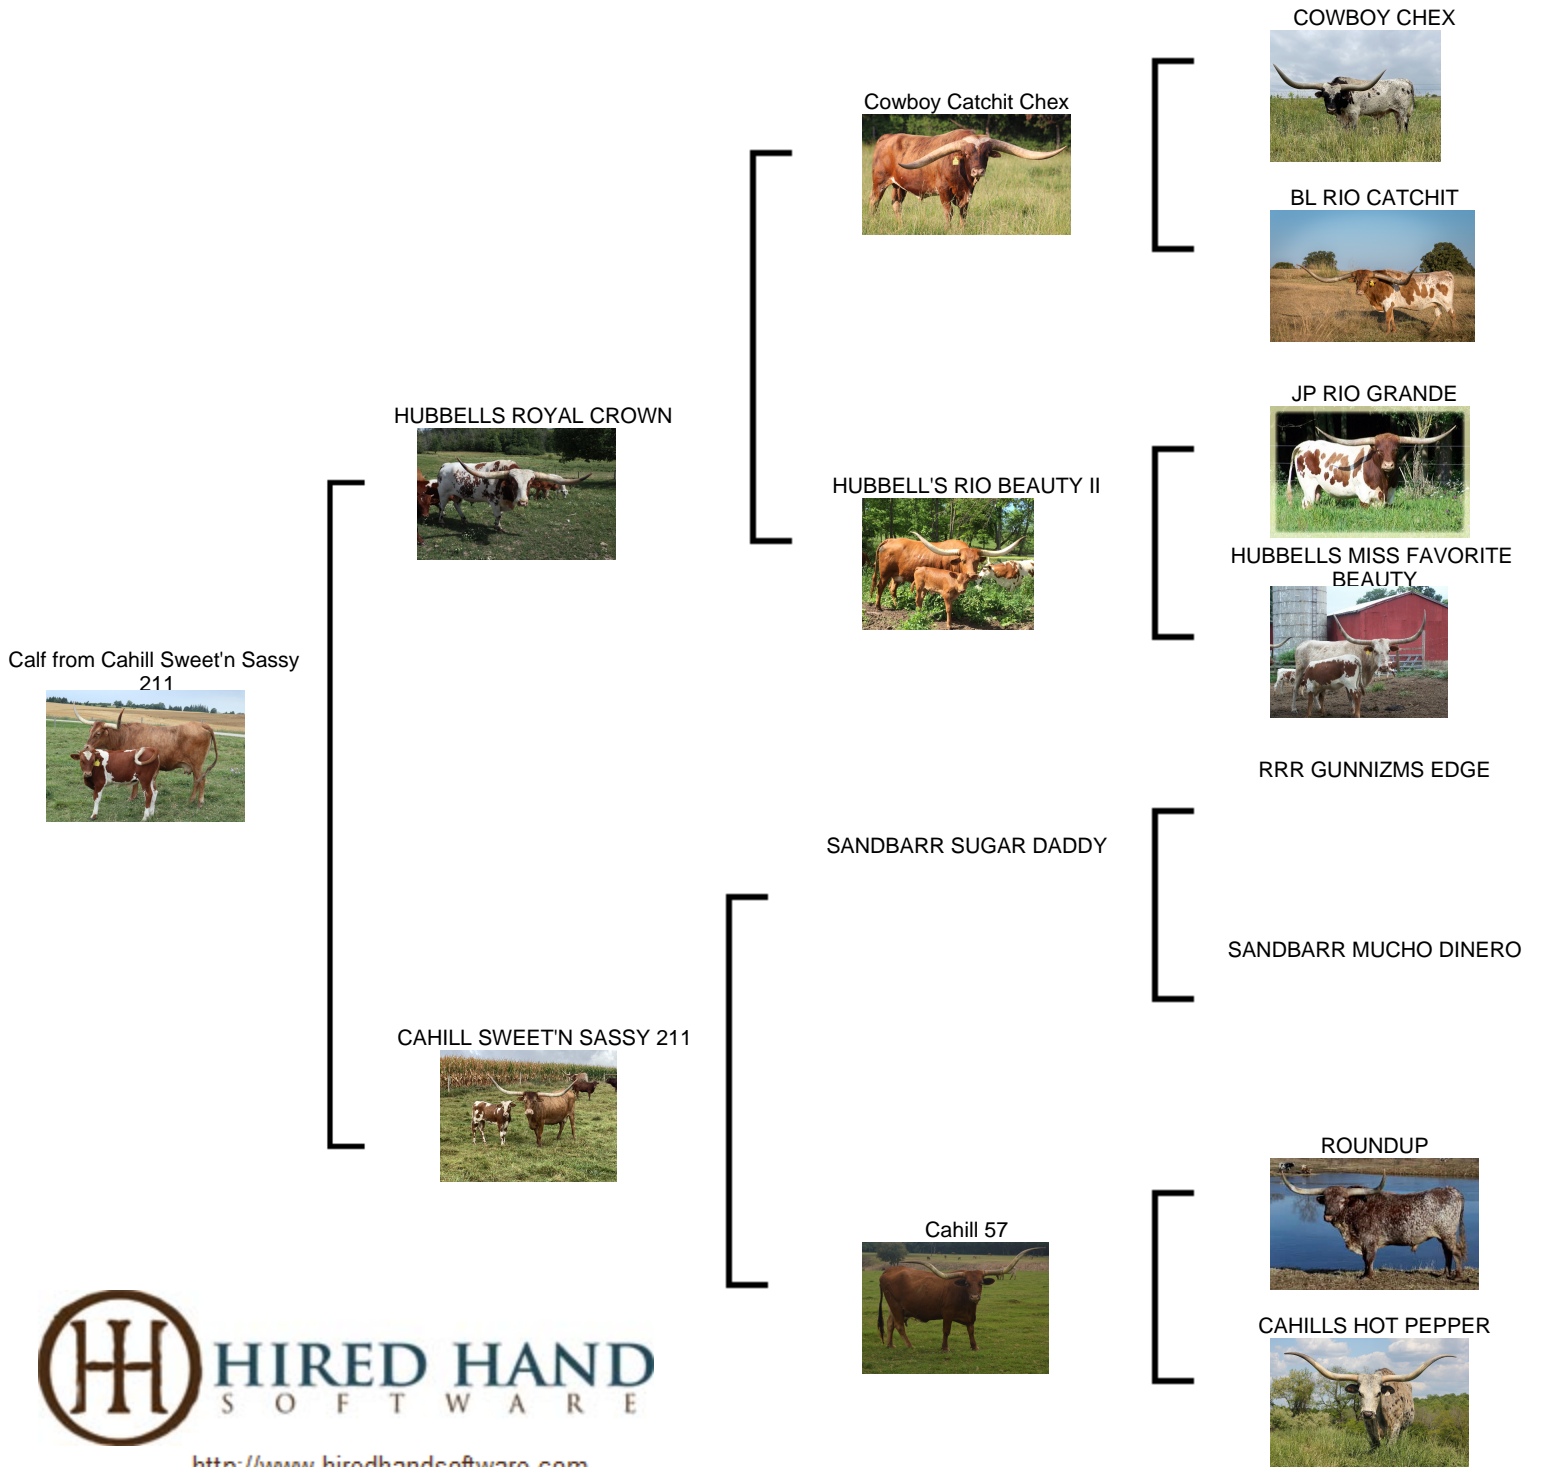 COWBOY CHEX
Cowboy Catchit Chex
BL RIO CATCHIT
HUBBELLS ROYAL CROWN
JP RIO GRANDE
HUBBELL'S RIO BEAUTY II
HUBBELLS MISS FAVORITE
BEAUTY
Calf from Cahill Sweet'n Sassy
211
RRR GUNNIZMS EDGE
SANDBARR SUGAR DADDY
SANDBARR MUCHO DINERO
CAHILL SWEET'N SASSY 211
ROUNDUP
Cahill 57
CAHILLS HOT PEPPER
HIRED HAND
SOFTWARE
http://www.hiredhandsoftware.com